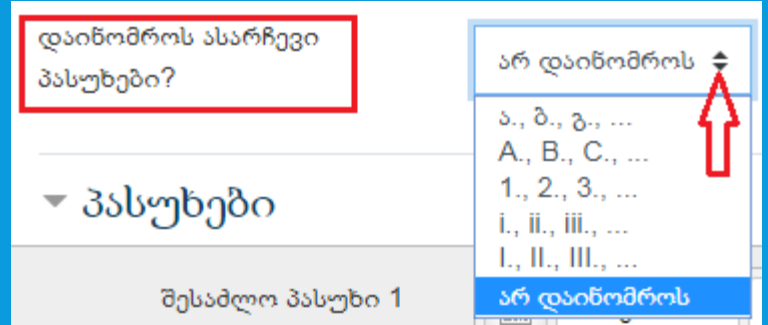 დაინომროს ასარჩევი
პასუხები?
არ დაინომროს
ა., ბ., გ., ...
A., B., C., ...
1., 2., 3., ...
i., ii., iii., ...
I., II., III., ...
არ დაინომროს
პასუხები
შესაძლო პასუხი 1